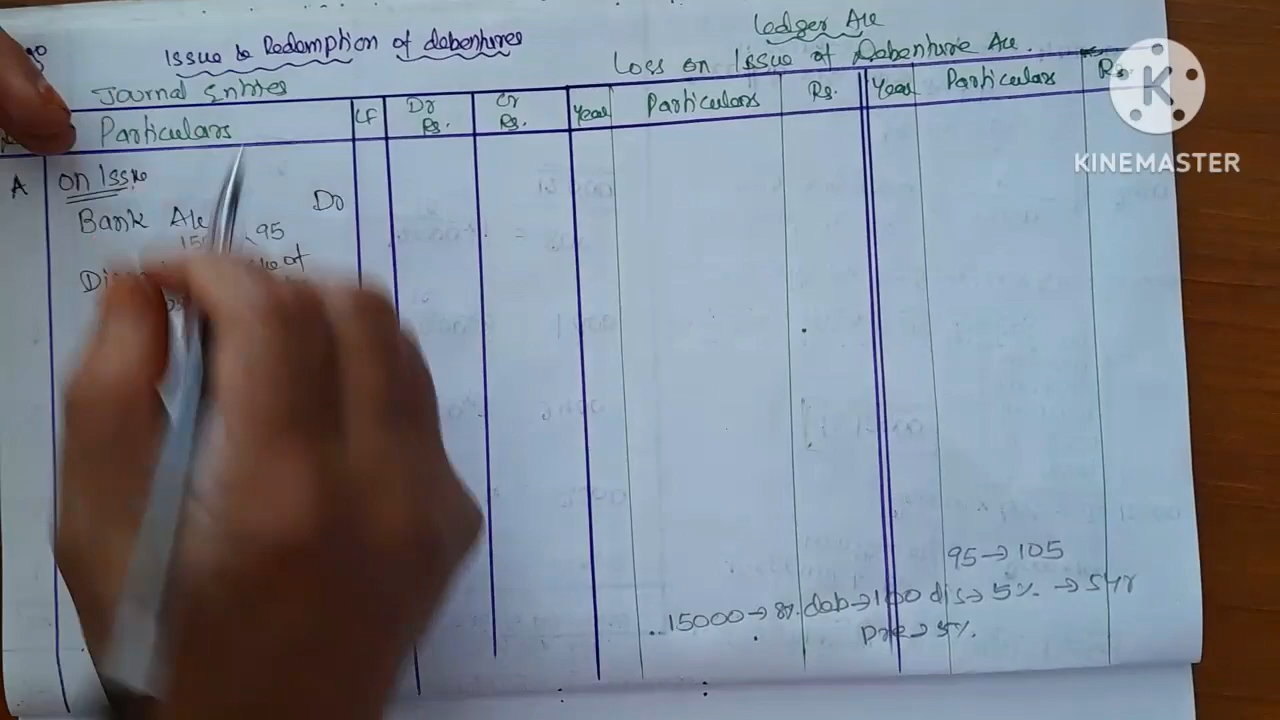 Issue & Redemption of debentures
Journal Entries
Particulars
LF
Dr
Rs.
Cr
Rs.
A
on Issue
Bank A/c Dr
95
Ledger A/c
Loss on Issue of Debenture A/c.
Year
Particulars
Rs.
Year
Particulars
Rs.
95→105
15000→8% deb→100 dis→5% →5yr
pre→5%
K
KINEMASTER